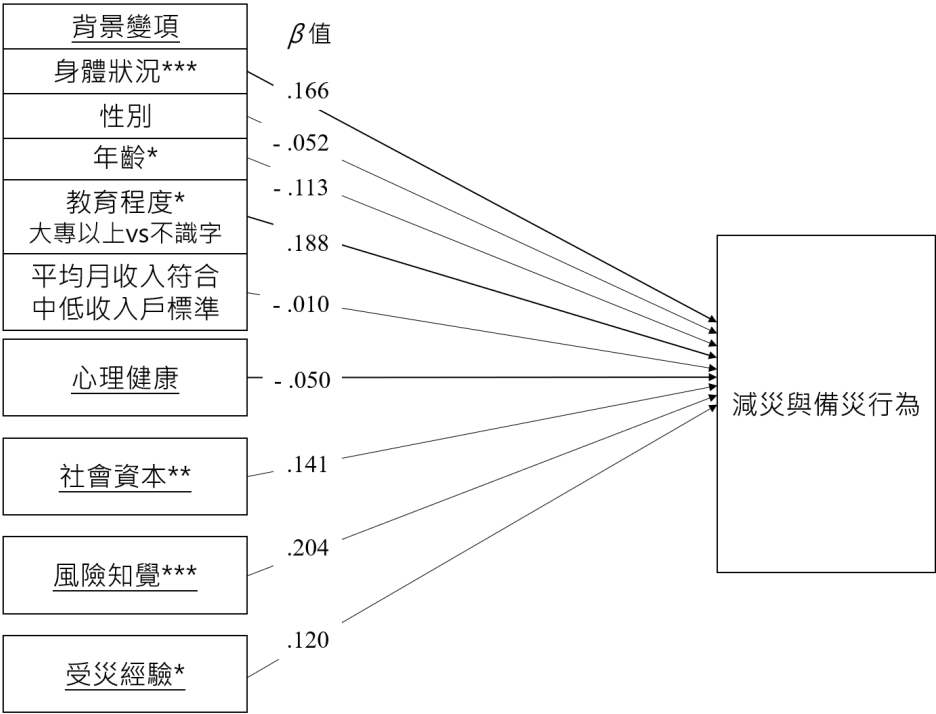 背景變項
β值
身體狀況***
.166
性別
- .052
年齡*
- .113
教育程度*
大專以上vs不識字
.188
平均月收入符合
中低收入戶標準
- .010
心理健康
- .050
減災與備災行為
社會資本**
.141
風險知覺***
.204
受災經驗*
.120